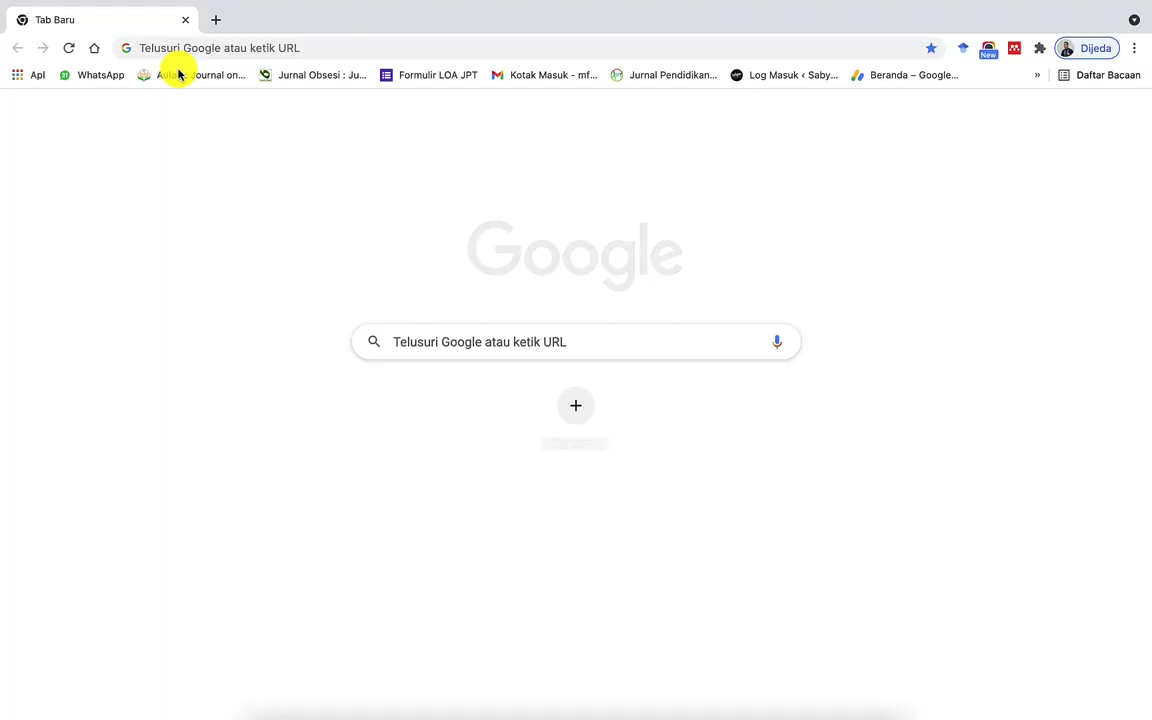 Tab Baru
Telusuri Google atau ketik URL
New
Dijeda
Apl
WhatsApp
Journal on...
Jurnal Obsesi : Ju...
Formulir LOA JPT
Kotak Masuk - mf...
Jurnal Pendidikan...
Log Masuk ‹ Saby...
Beranda – Google...
»
Daftar Bacaan
Google
Telusuri Google atau ketik URL